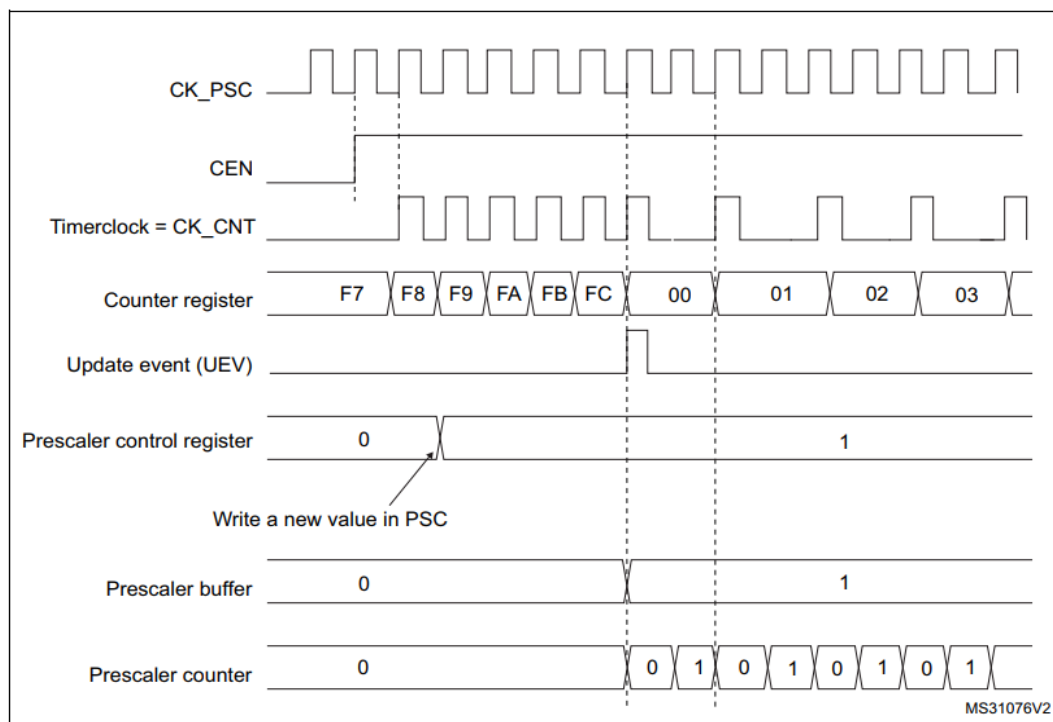 CK_PSC
CEN
Timerclock = CK_CNT
Counter register F7 F8 F9 FA FB FC 00 01 02 03
Update event (UEV)
Prescaler control register 0 1
Write a new value in PSC
Prescaler buffer 0 1
Prescaler counter 0 0 1 0 1 0 1 0 1
MS31076V2